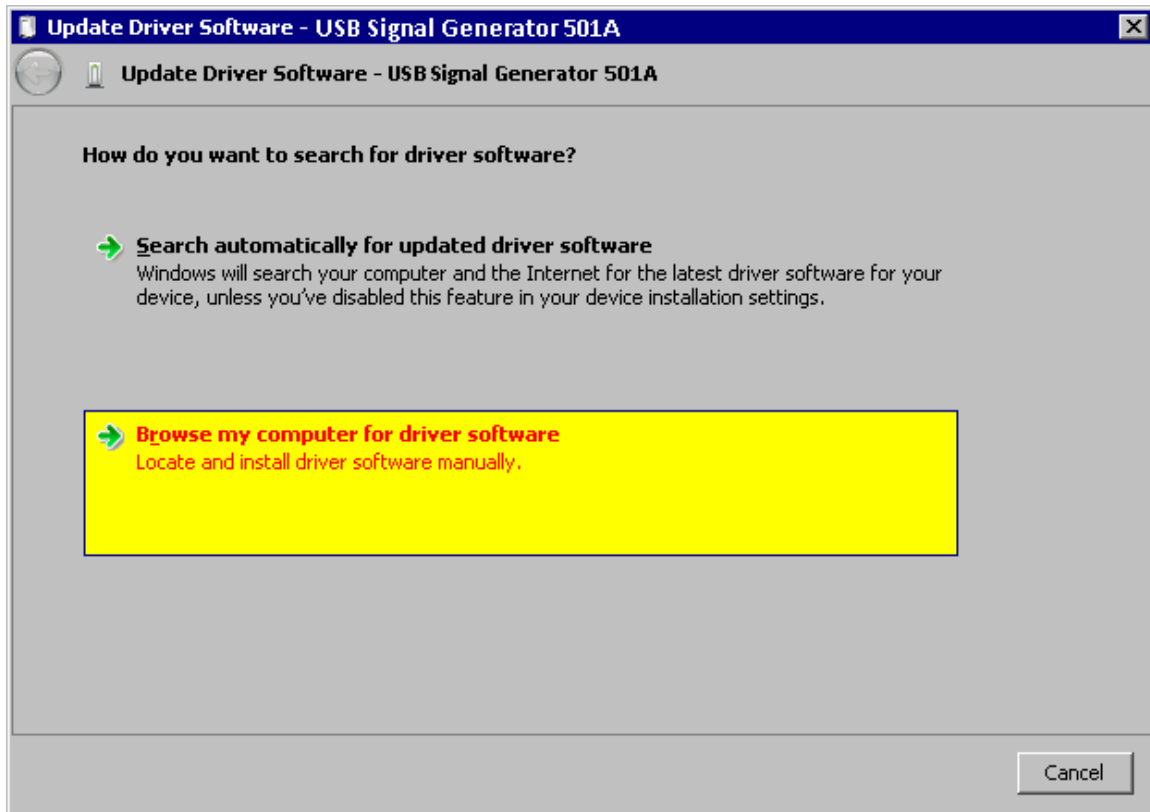 Update Driver Software - USB Signal Generator 501A
Update Driver Software - USB Signal Generator 501A
How do you want to search for driver software?
Search automatically for updated driver software
Windows will search your computer and the Internet for the latest driver software for your
device, unless you've disabled this feature in your device installation settings.
Browse my computer for driver software
Locate and install driver software manually.
Cancel